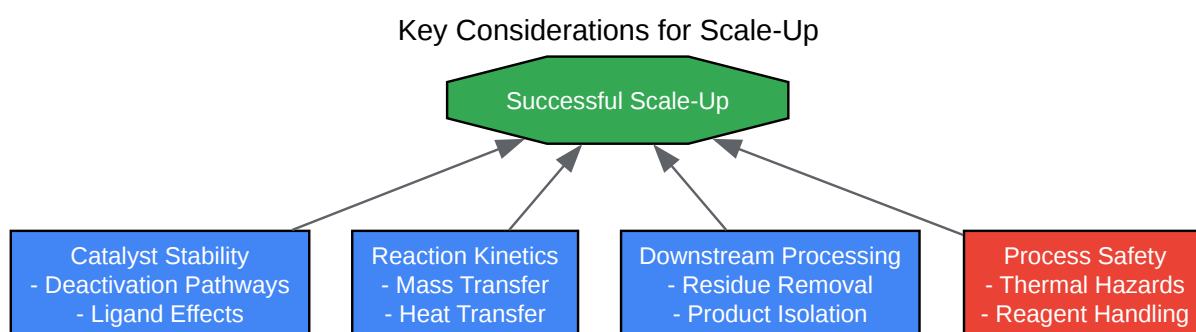 Key Considerations for Scale-Up
Successful Scale-Up
Catalyst Stability
- Deactivation Pathways
- Ligand Effects
Reaction Kinetics
- Mass Transfer
- Heat Transfer
Downstream Processing
- Residue Removal
- Product Isolation
Process Safety
- Thermal Hazards
- Reagent Handling